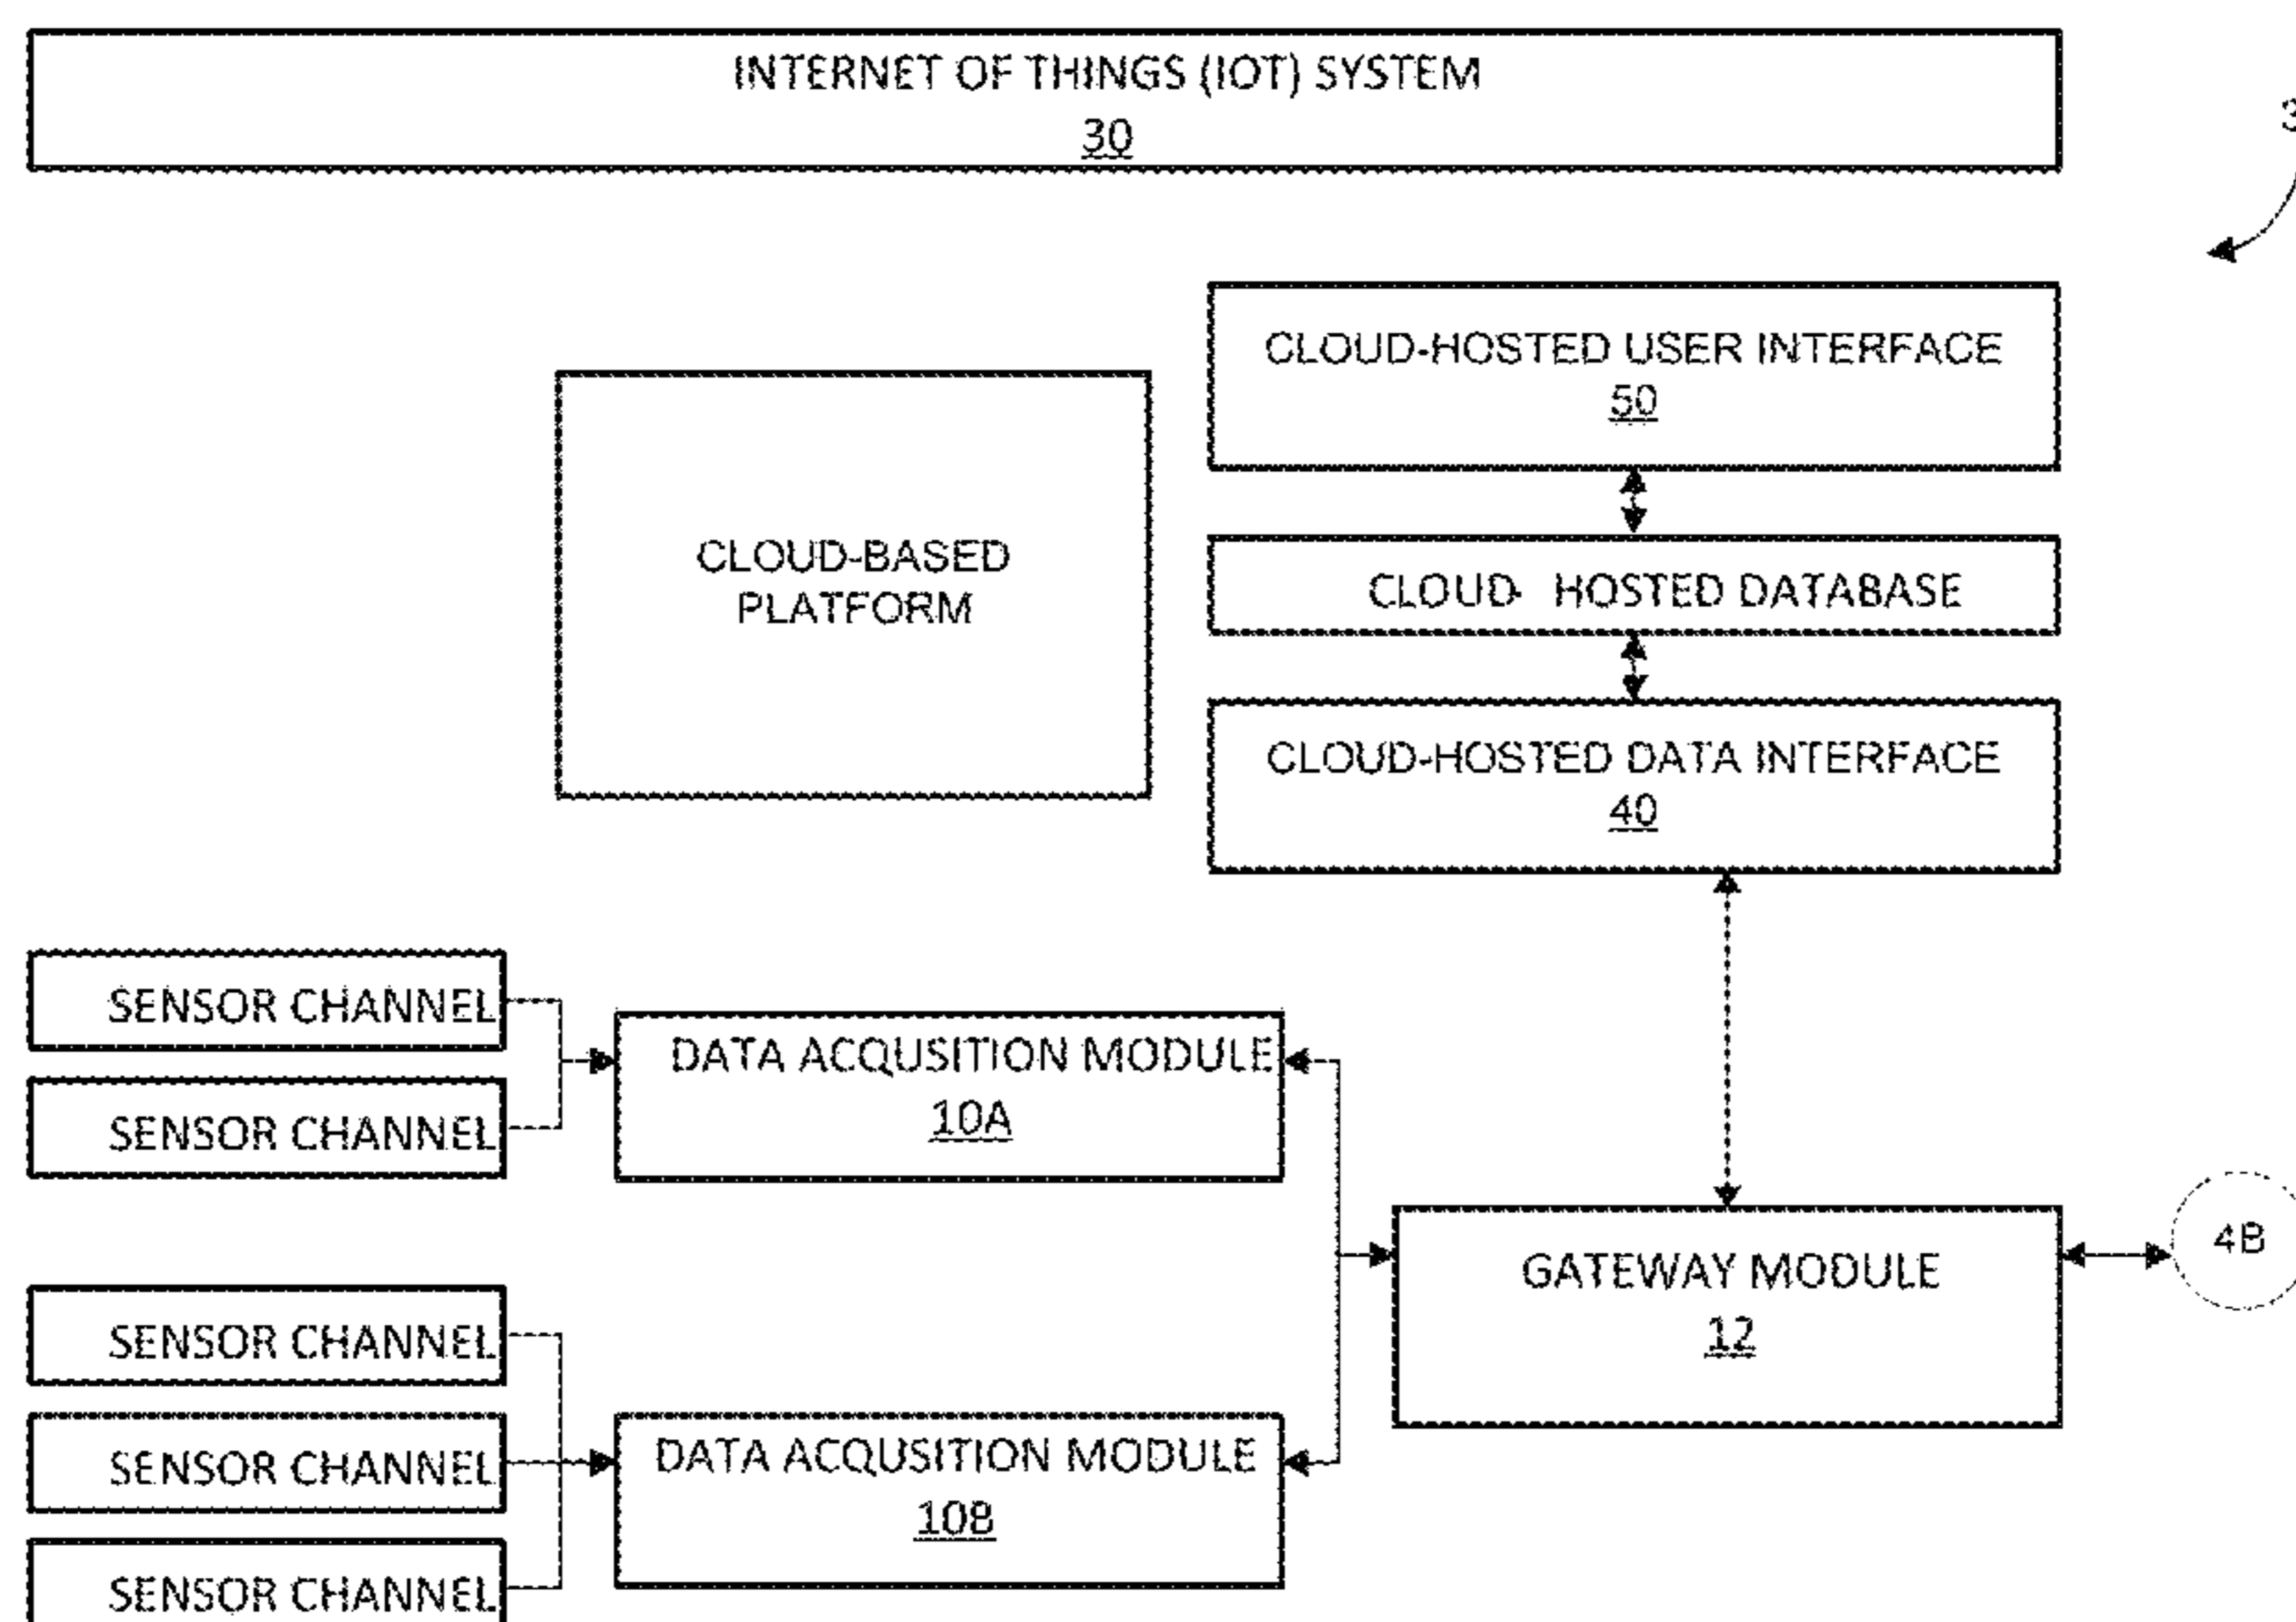 INTERNET OF THINGS (IOT) SYSTEM
30
3
CLOUD-HOSTED USER INTERFACE
50
CLOUD-BASED
PLATFORM
CLOUD- HOSTED DATABASE
CLOUD-HOSTED DATA INTERFACE
40
SENSOR CHANNEL
SENSOR CHANNEL
DATA ACQUSITION MODULE
10A
GATEWAY MODULE
12
4B
SENSOR CHANNEL
SENSOR CHANNEL
SENSOR CHANNEL
DATA ACQUSITION MODULE
10B